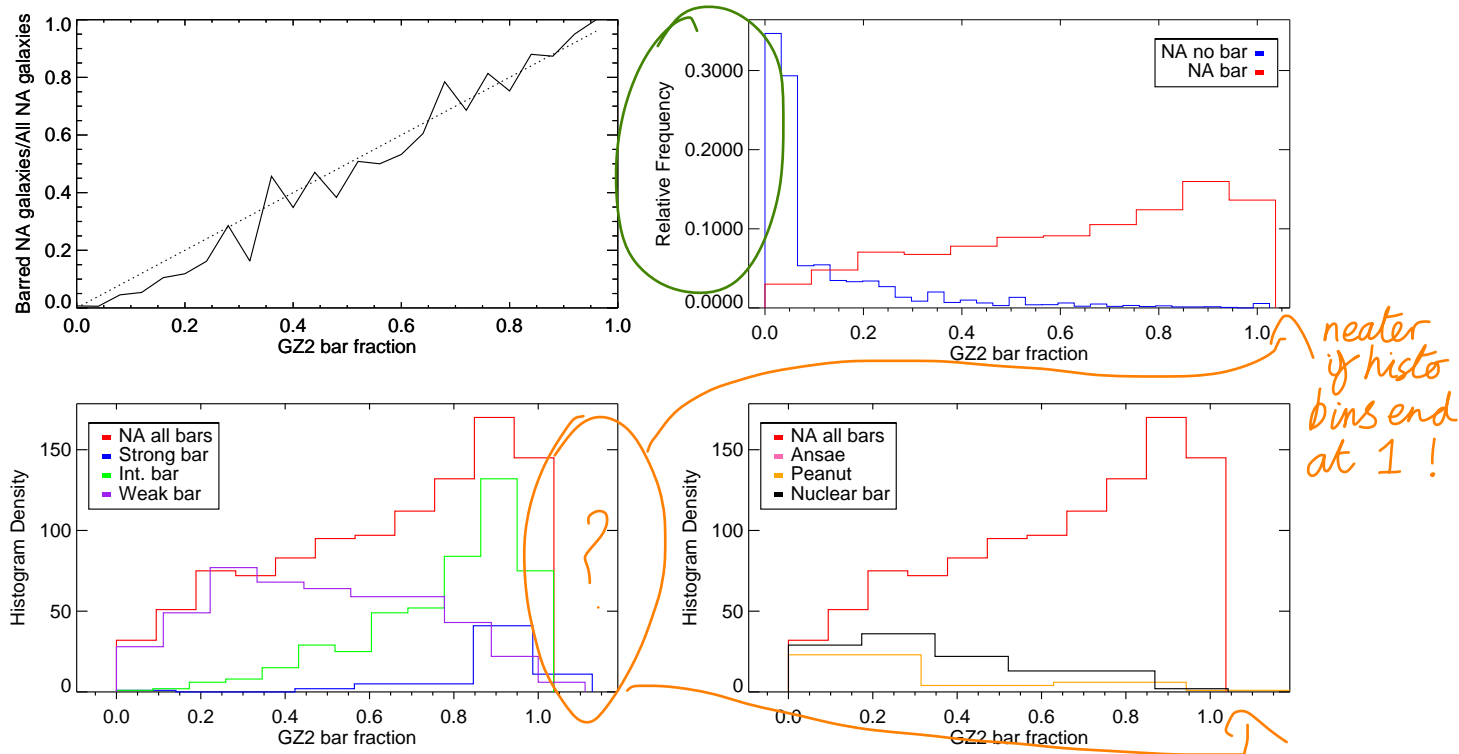 Barred NA galaxies/All NA galaxies
1.0
0.8
0.6
0.4
0.2
0.0
0.0 0.2 0.4 0.6 0.8 1.0
GZ2 bar fraction
Relative Frequency
0.3000
0.2000
0.1000
0.0000
NA no bar
NA bar
0.0 0.2 0.4 0.6 0.8 1.0
GZ2 bar fraction
neater
if histo
bins end
at 1 !
Histogram Density
150
100
50
0
NA all bars
Strong bar
Int. bar
Weak bar
?
0.0 0.2 0.4 0.6 0.8 1.0
GZ2 bar fraction
Histogram Density
150
100
50
0
NA all bars
Ansae
Peanut
Nuclear bar
0.0 0.2 0.4 0.6 0.8 1.0
GZ2 bar fraction